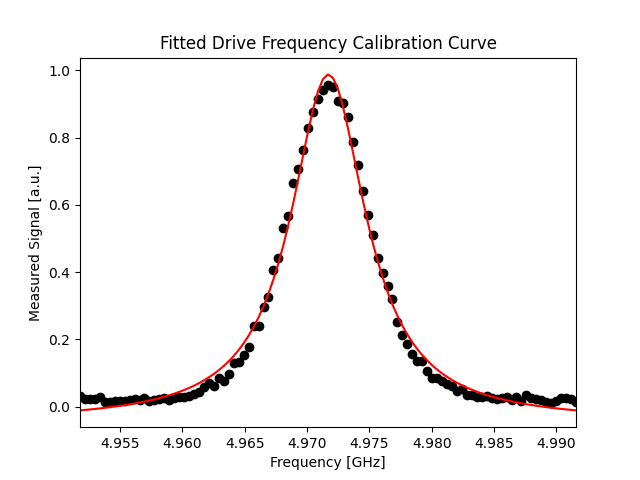 Fitted Drive Frequency Calibration Curve
1.0
0.8
0.6
0.4
0.2
0.0
Measured Signal [a.u.]
4.955 4.960 4.965 4.970 4.975 4.980 4.985 4.990
Frequency [GHz]